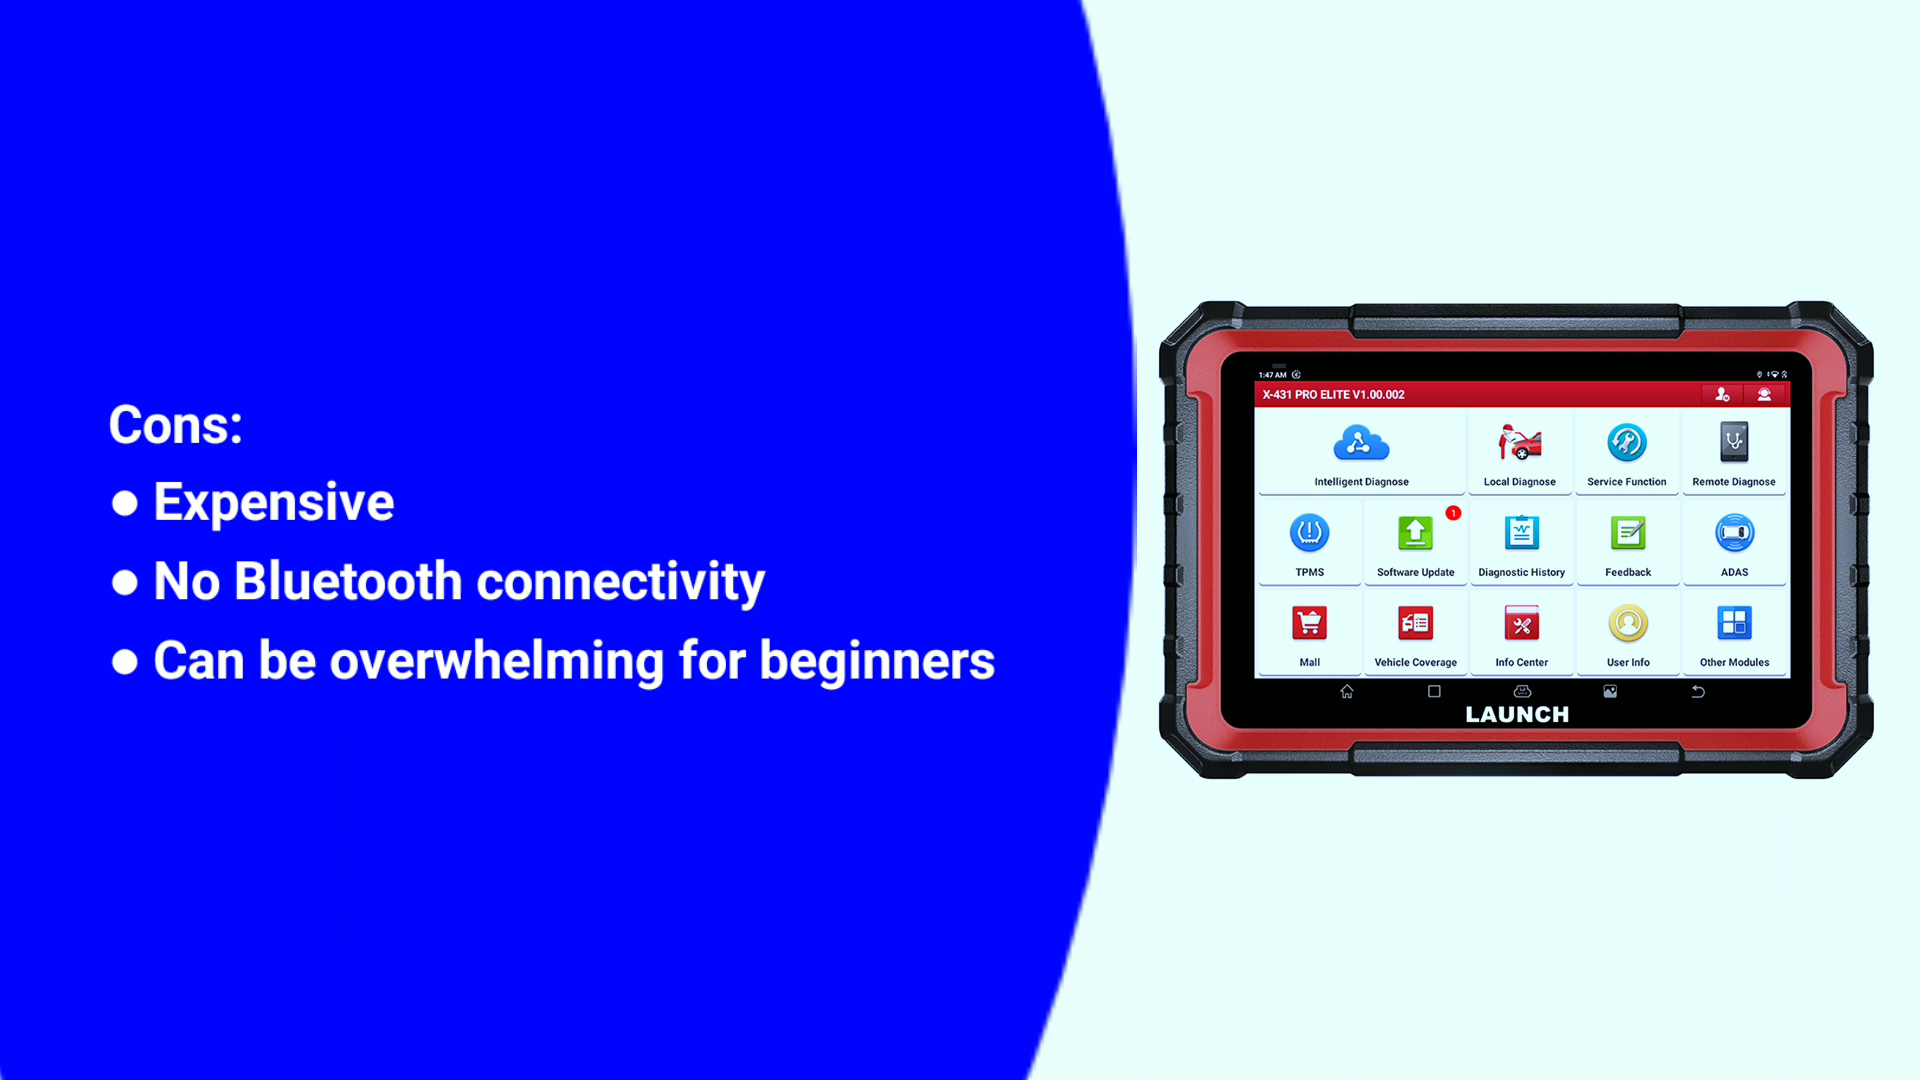 Cons:
● Expensive
● No Bluetooth connectivity
● Can be overwhelming for beginners
1:47 AM
X-431 PRO ELITE V1.00.002
Intelligent Diagnose
Local Diagnose
Service Function
Remote Diagnose
1
TPMS
Software Update
Diagnostic History
Feedback
ADAS
Mall
Vehicle Coverage
Info Center
User Info
Other Modules
LAUNCH